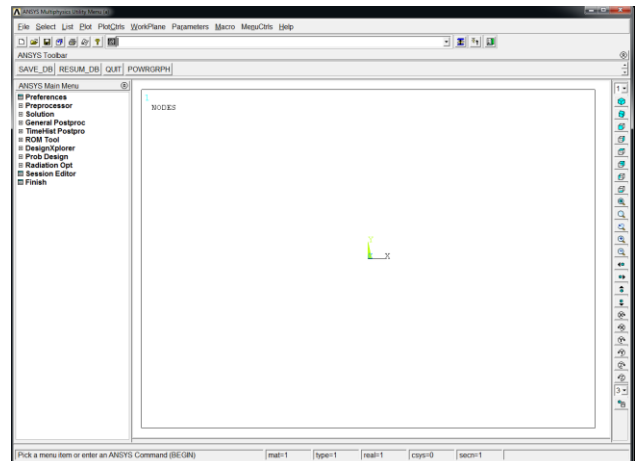 ANSYS Multiphysics Utility Menu
File Select List Plot PlotCtrls WorkPlane Parameters Macro MenuCtrls Help
ANSYS Toolbar
SAVE_DB RESUM_DB QUIT POWRGRPH
ANSYS Main Menu
Preferences
Preprocessor
Solution
General Postproc
TimeHist Postpro
ROM Tool
DesignXplorer
Prob Design
Radiation Opt
Session Editor
Finish
1
NODES
Y
X
1
3
Pick a menu item or enter an ANSYS Command (BEGIN) mat=1 type=1 real=1 csys=0 secn=1